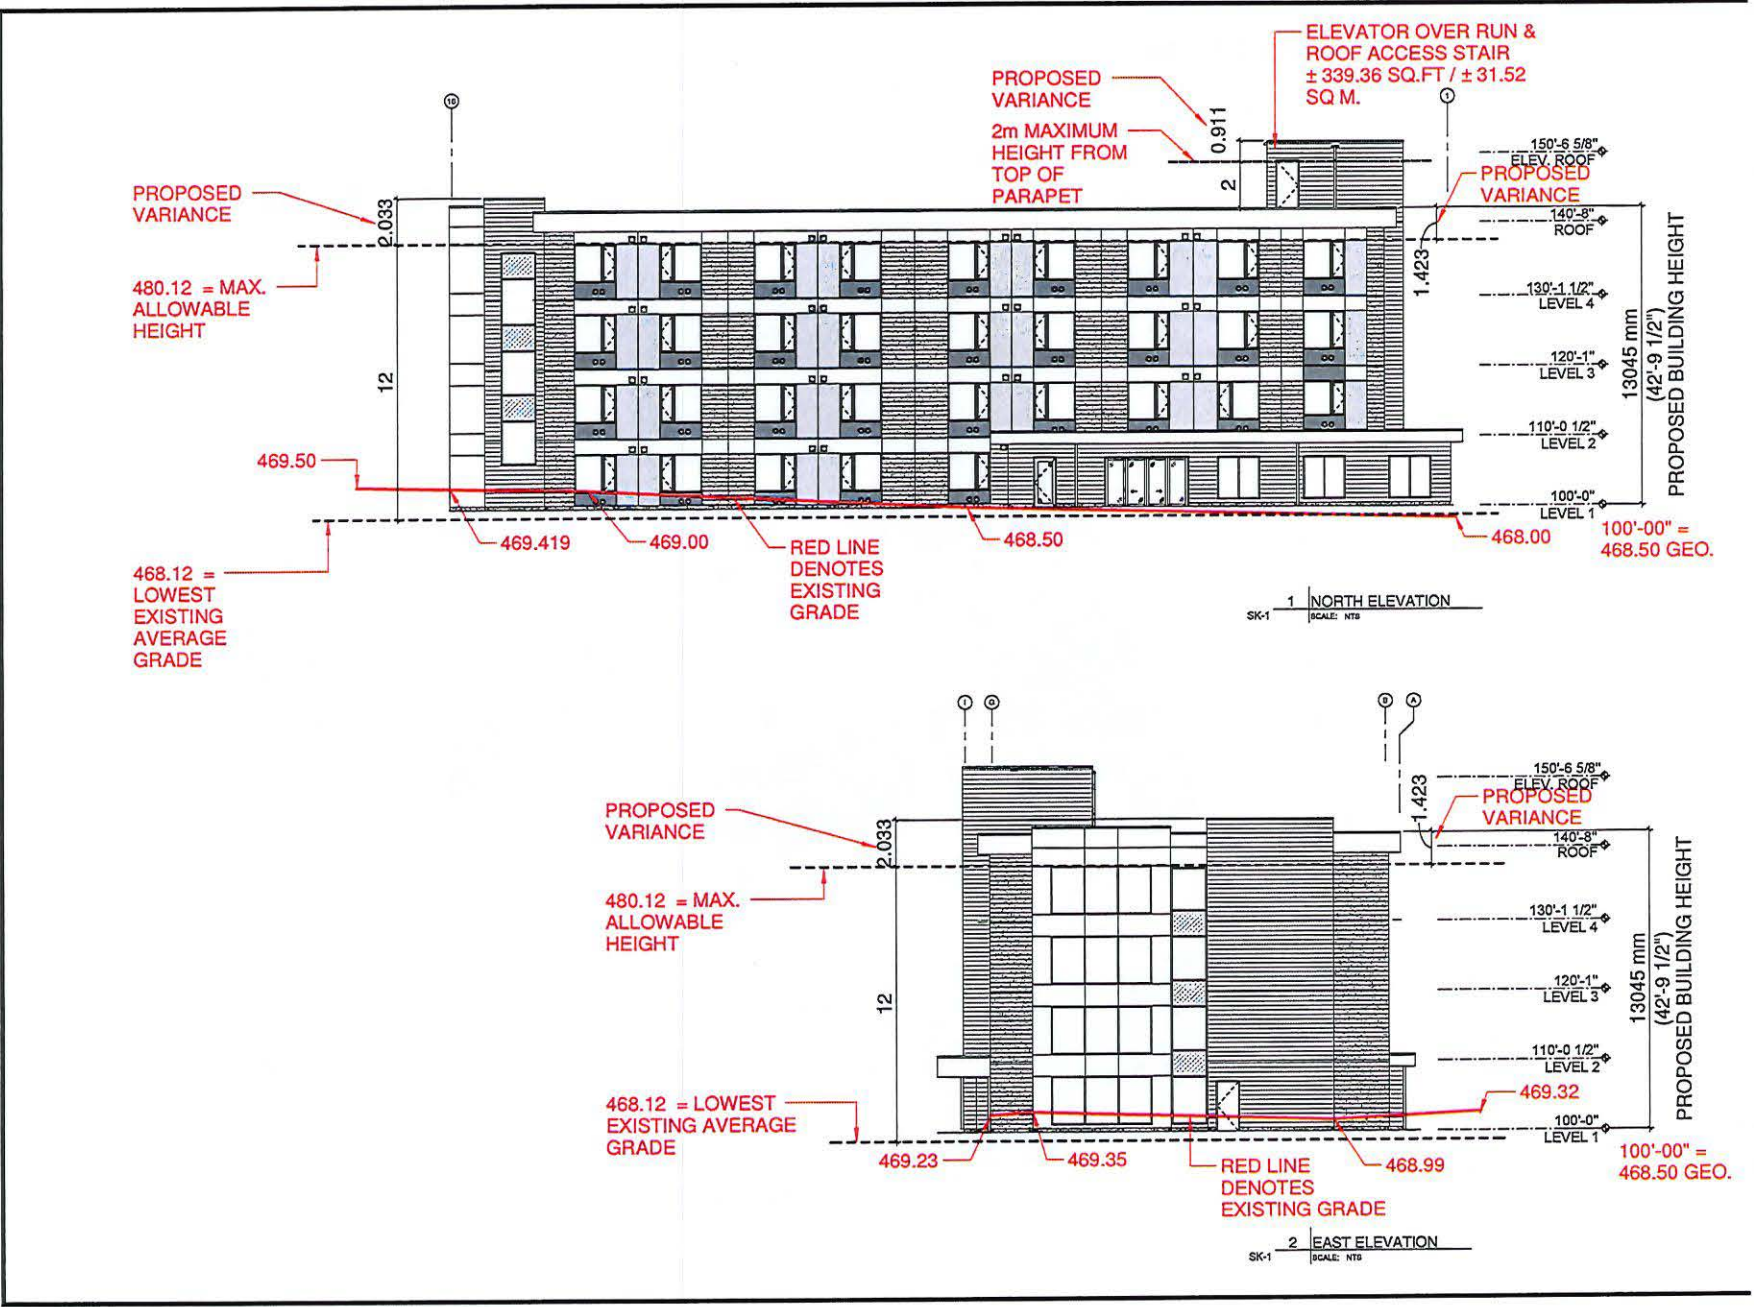 ELEVATOR OVER RUN &
ROOF ACCESS STAIR
± 339.36 SQ.FT / ± 31.52
SQ M.
PROPOSED
VARIANCE
2m MAXIMUM
HEIGHT FROM
TOP OF
PARAPET
0.911
2
10
1
PROPOSED
VARIANCE
2.033
480.12 = MAX.
ALLOWABLE
HEIGHT
12
469.50
468.12 =
LOWEST
EXISTING
AVERAGE
GRADE
469.419
469.00
RED LINE
DENOTES
EXISTING
GRADE
468.50
468.00
150'-6 5/8"
ELEV. ROOF
PROPOSED
VARIANCE
140'-8"
ROOF
1.423
130'-1 1/2"
LEVEL 4
120'-1"
LEVEL 3
110'-0 1/2"
LEVEL 2
100'-0"
LEVEL 1
13045 mm
(42'-9 1/2")
PROPOSED BUILDING HEIGHT
100'-00" =
468.50 GEO.
1 NORTH ELEVATION
SK-1 SCALE: NTS
I
G
B
A
PROPOSED
VARIANCE
2.033
480.12 = MAX.
ALLOWABLE
HEIGHT
12
468.12 = LOWEST
EXISTING AVERAGE
GRADE
469.23
469.35
RED LINE
DENOTES
EXISTING GRADE
468.99
469.32
150'-6 5/8"
ELEV. ROOF
PROPOSED
VARIANCE
140'-8"
ROOF
1.423
130'-1 1/2"
LEVEL 4
120'-1"
LEVEL 3
110'-0 1/2"
LEVEL 2
100'-0"
LEVEL 1
13045 mm
(42'-9 1/2")
PROPOSED BUILDING HEIGHT
100'-00" =
468.50 GEO.
2 EAST ELEVATION
SK-1 SCALE: NTS